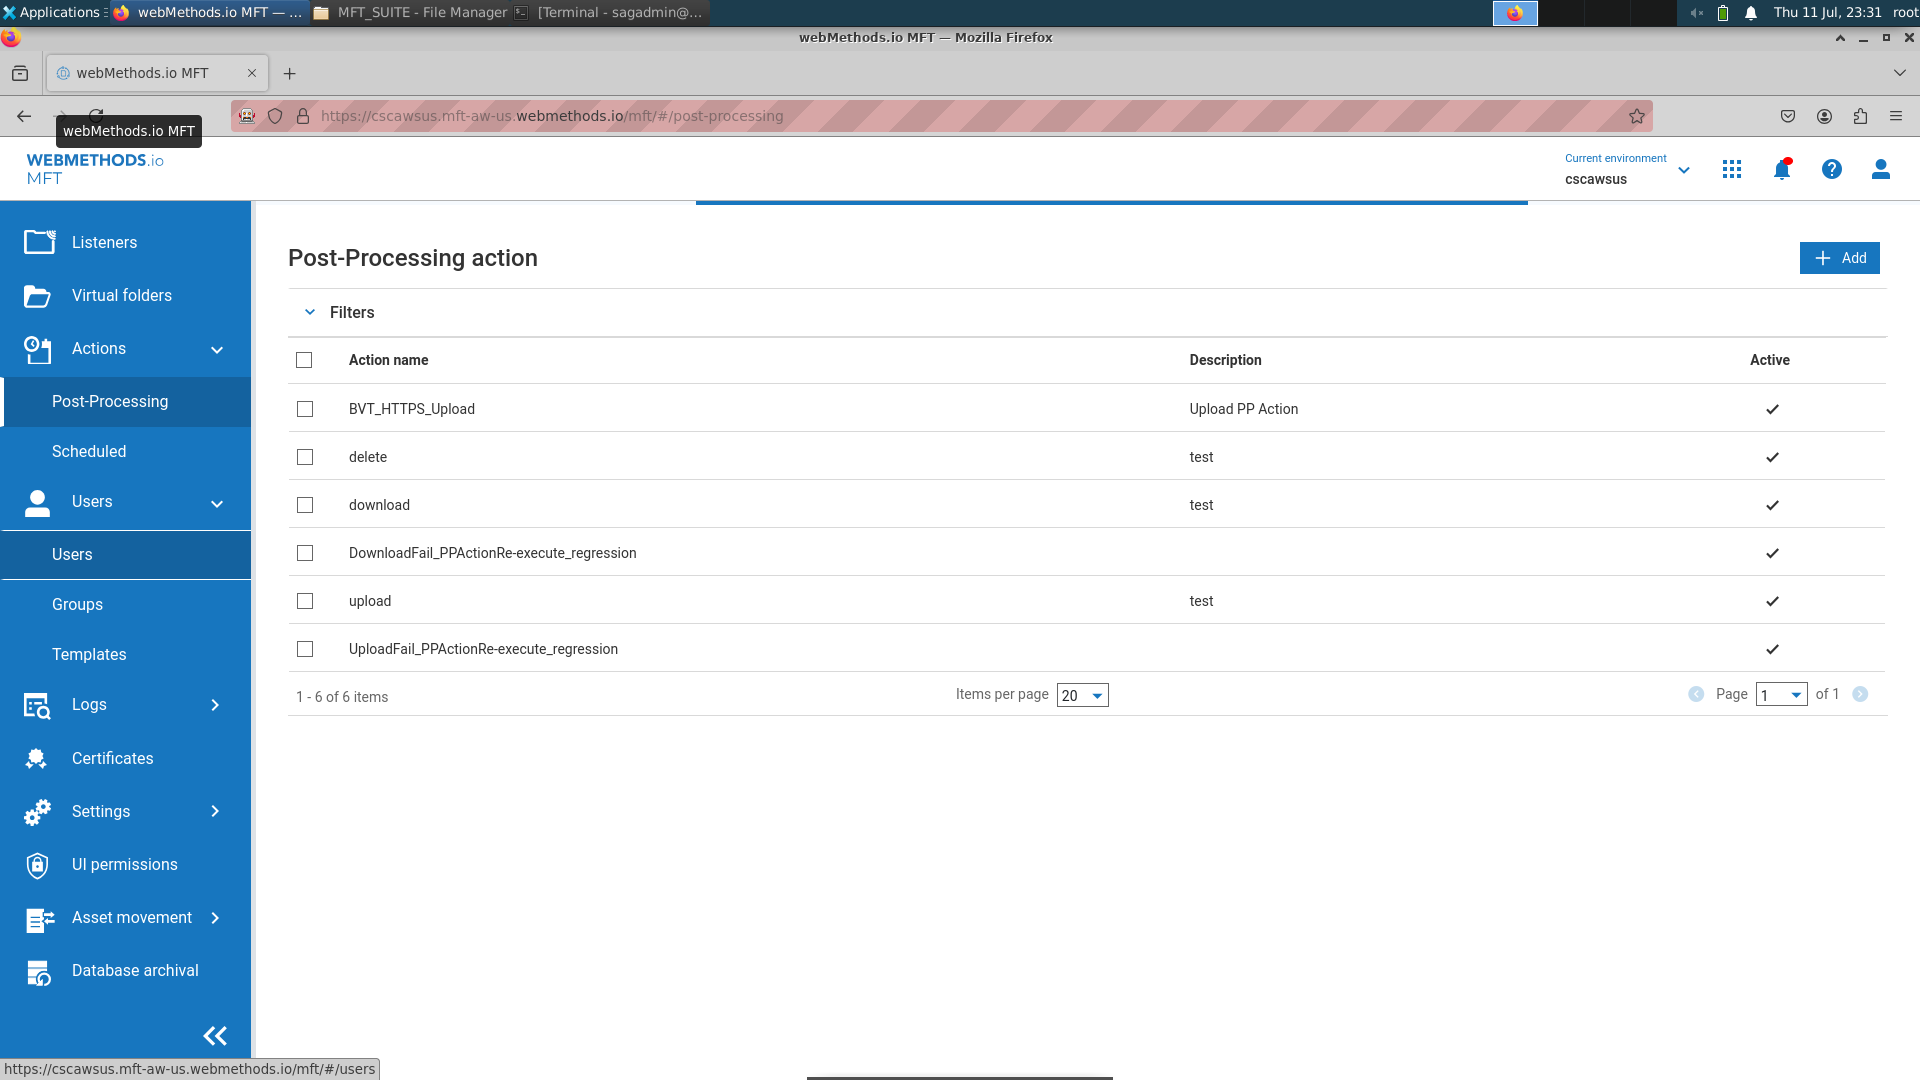 Applications webMethods.io MFT — ... MFT_SUITE - File Manager [Terminal - sagadmin@... Thu 11 Jul, 23:31 root
webMethods.io MFT — Mozilla Firefox
webMethods.io MFT
https://cscawsus.mft-aw-us.webmethods.io/mft/#/post-processing
webMethods.io MFT
WEBMETHODS.io
MFT
Current environment
cscawsus
Listeners
Virtual folders
Actions
Post-Processing
Scheduled
Users
Users
Groups
Templates
Logs
Certificates
Settings
UI permissions
Asset movement
Database archival
Post-Processing action
Add
Filters
Action name Description Active
BVT_HTTPS_Upload Upload PP Action
delete test
download test
DownloadFail_PPActionRe-execute_regression
upload test
UploadFail_PPActionRe-execute_regression
1 - 6 of 6 items Items per page 20 Page 1 of 1
https://cscawsus.mft-aw-us.webmethods.io/mft/#/users